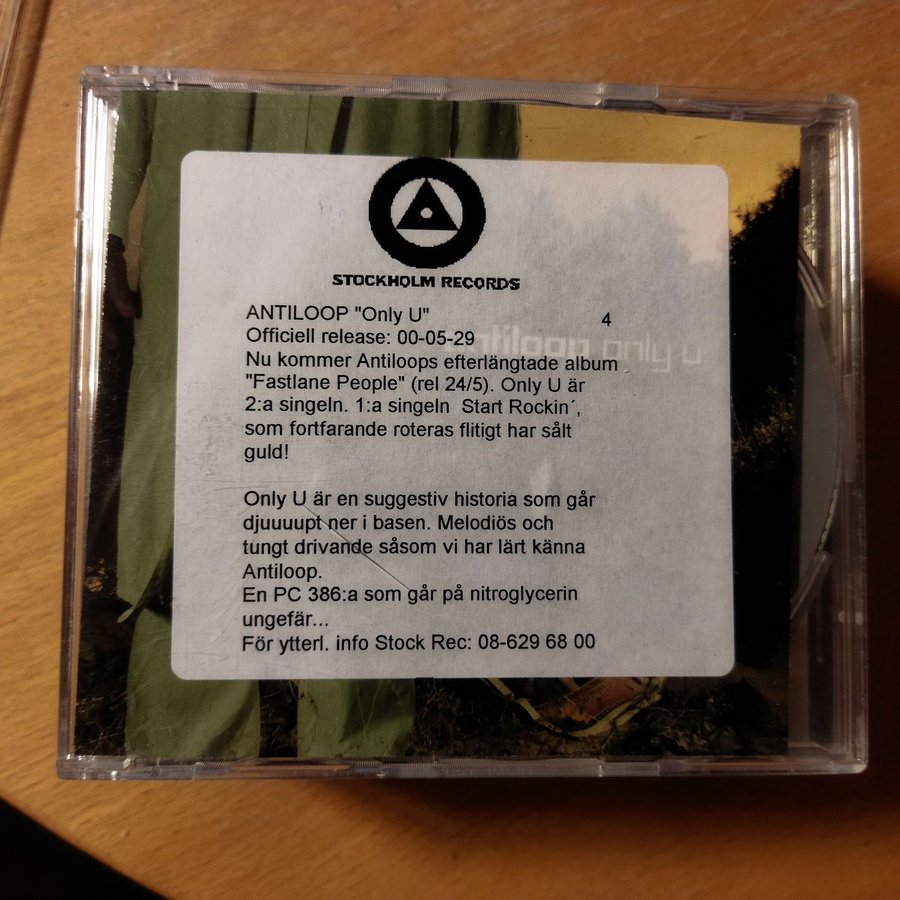 STOCKHOLM RECORDS
ANTILOOP "Only U" 4
Officiell release: 00-05-29
Nu kommer Antiloops efterlängtade album
"Fastlane People" (rel 24/5). Only U är
2:a singeln. 1:a singeln Start Rockin´,
som fortfarande roteras flitigt har sålt
guld!
Only U är en suggestiv historia som går
djuuuupt ner i basen. Melodiös och
tungt drivande såsom vi har lärt känna
Antiloop.
En PC 386:a som går på nitroglycerin
ungefär...
För ytterl. info Stock Rec: 08-629 68 00
antiloop only u